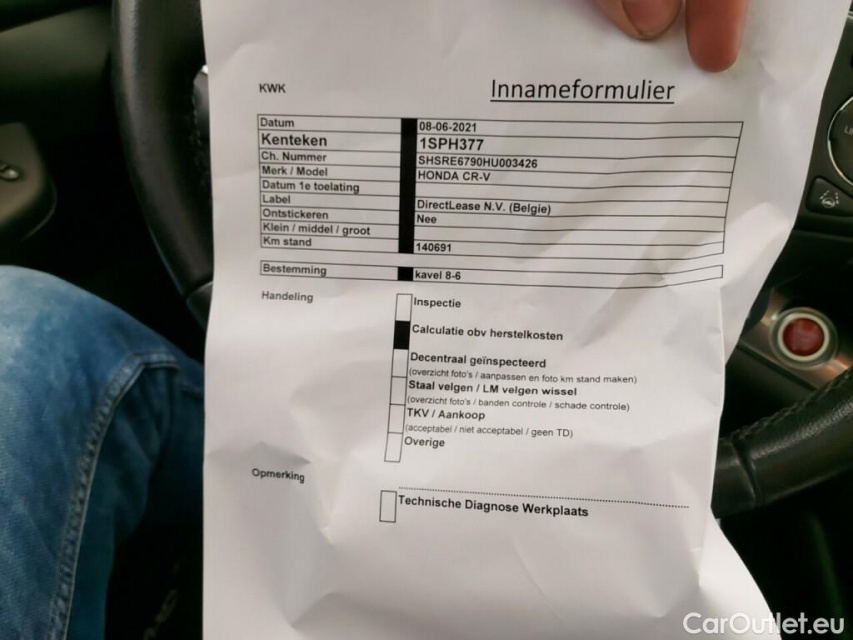 KWK
Innameformulier
Datum 08-06-2021
Kenteken 1SPH377
Ch. Nummer SHSRE6790HU003426
Merk / Model HONDA CR-V
Datum 1e toelating
Label DirectLease N.V. (Belgie)
Ontstickeren Nee
Klein / middel / groot
Km stand 140691
Bestemming kavel 8-6
Handeling
Inspectie
Calculatie obv herstelkosten
Decentraal geïnspecteerd
(overzicht foto's / aanpassen en foto km stand maken)
Staal velgen / LM velgen wissel
(overzicht foto's / banden controle / schade controle)
TKV / Aankoop
(acceptabel / niet acceptabel / geen TD)
Overige
Opmerking
Technische Diagnose Werkplaats
CarOutlet.eu